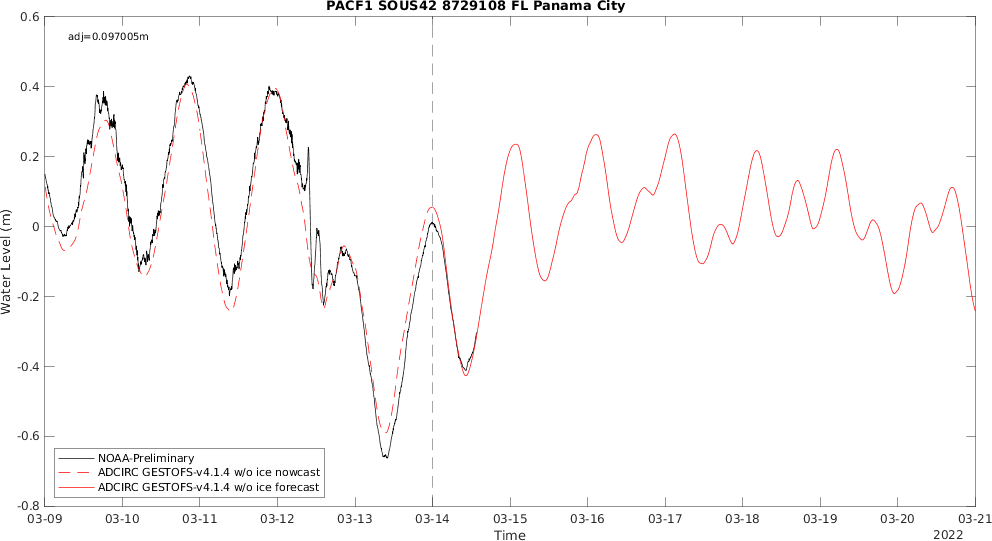 PACF1 SOUS42 8729108 FL Panama City
adj=0.097005m
0.6
0.4
0.2
0
-0.2
-0.4
-0.6
-0.8
Water Level (m)
NOAA-Preliminary
ADCIRC GESTOFS-v4.1.4 w/o ice nowcast
ADCIRC GESTOFS-v4.1.4 w/o ice forecast
03-09 03-10 03-11 03-12 03-13 03-14 03-15 03-16 03-17 03-18 03-19 03-20 03-21
Time
2022